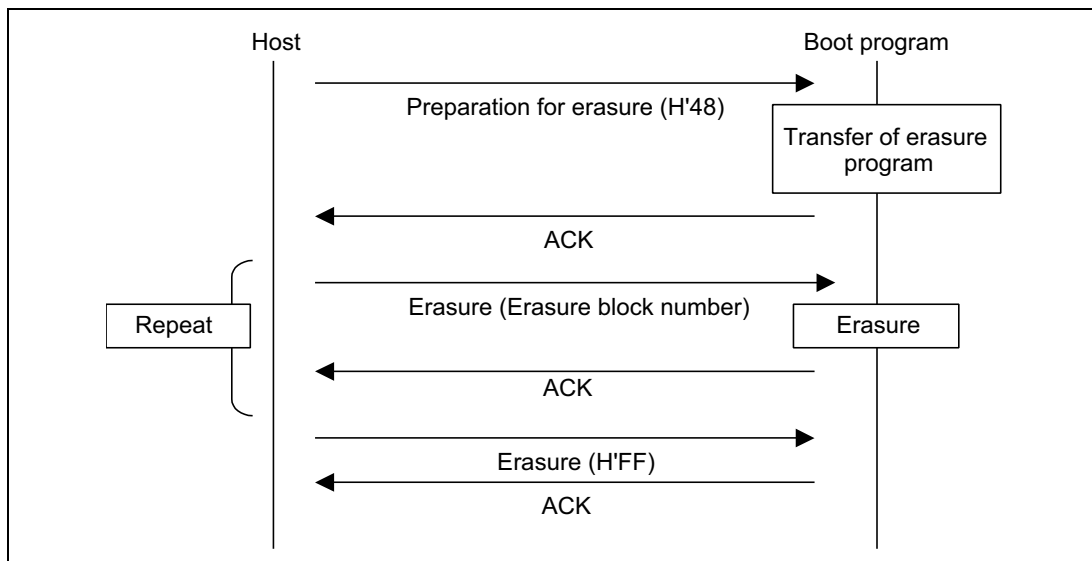 Host
Boot program
Preparation for erasure (H'48)
Transfer of erasure
program
ACK
Erasure (Erasure block number)
Repeat
Erasure
ACK
Erasure (H'FF)
ACK